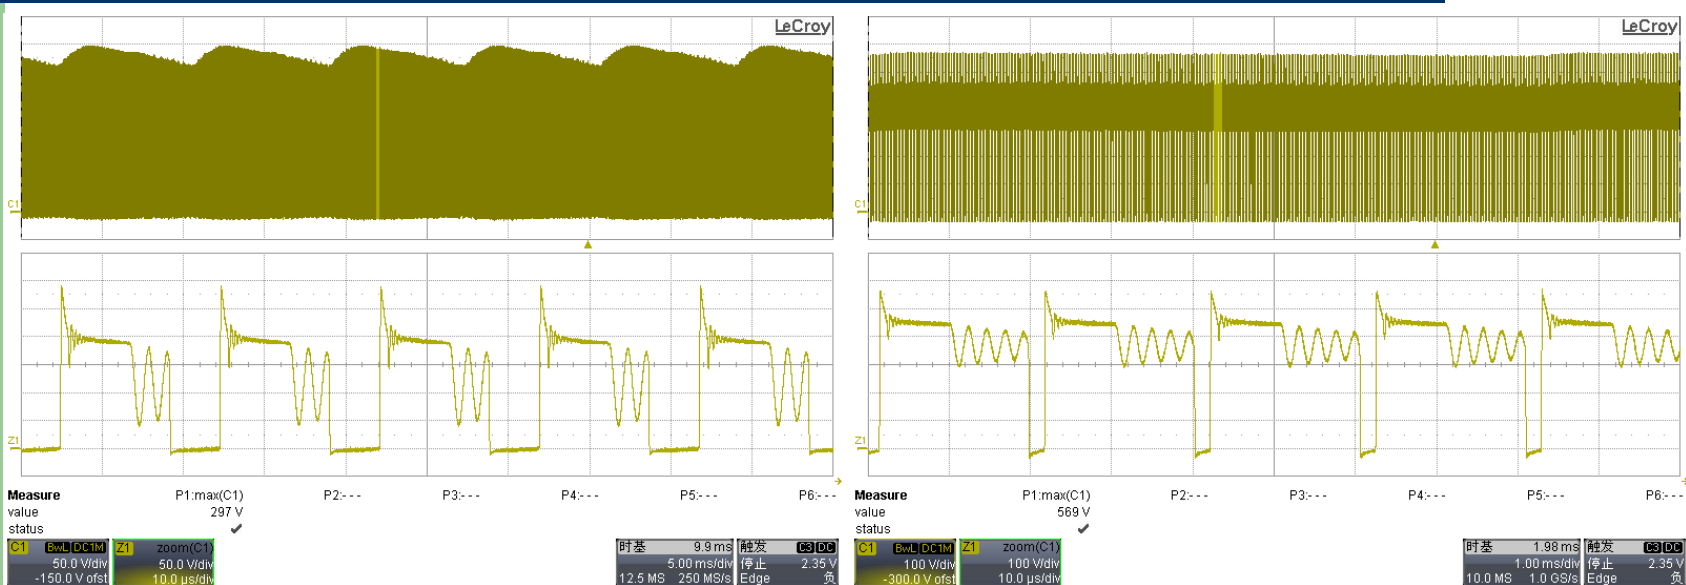 LeCroy
C1
Z1
Measure P1:max(C1) P2:- - - P3:- - - P4:- - - P5:- - - P6:- - -
value 297 V
status ✔
C1 BwL DC1M
50.0 V/div
-150.0 V ofst
Z1 zoom(C1)
50.0 V/div
10.0 µs/div
时基 9.9 ms
5.00 ms/div
12.5 MS 250 MS/s
触发 C3 DC
停止 2.35 V
Edge 负
LeCroy
C1
Z1
Measure P1:max(C1) P2:- - - P3:- - - P4:- - - P5:- - - P6:- - -
value 569 V
status ✔
C1 BwL DC1M
100 V/div
-300.0 V ofst
Z1 zoom(C1)
100 V/div
10.0 µs/div
时基 1.98 ms
1.00 ms/div
10.0 MS 1.0 GS/s
触发 C3 DC
停止 2.35 V
Edge 负